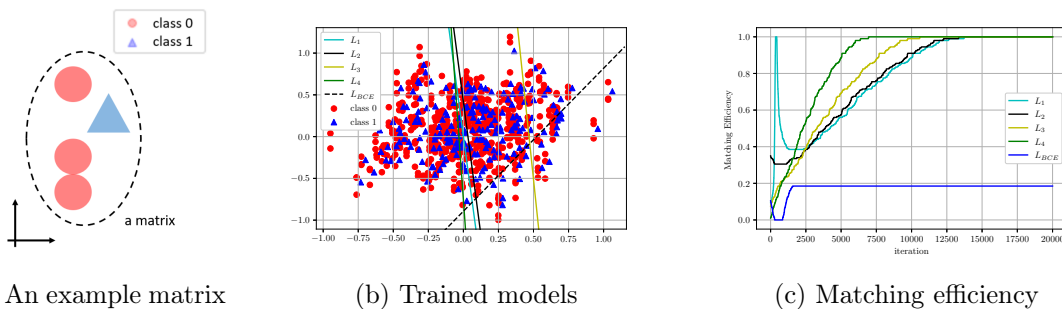 class 0
class 1
a matrix
An example matrix
1.0
0.5
0.0
−0.5
−1.0
L₁
L₂
L₃
L₄
L_BCE
class 0
class 1
−1.00 −0.75 −0.50 −0.25 0.00 0.25 0.50 0.75 1.00
(b) Trained models
Matching Efficiency
1.0
0.8
0.6
0.4
0.2
0.0
L₁
L₂
L₃
L₄
L_BCE
0 2500 5000 7500 10000 12500 15000 17500 20000
iteration
(c) Matching efficiency